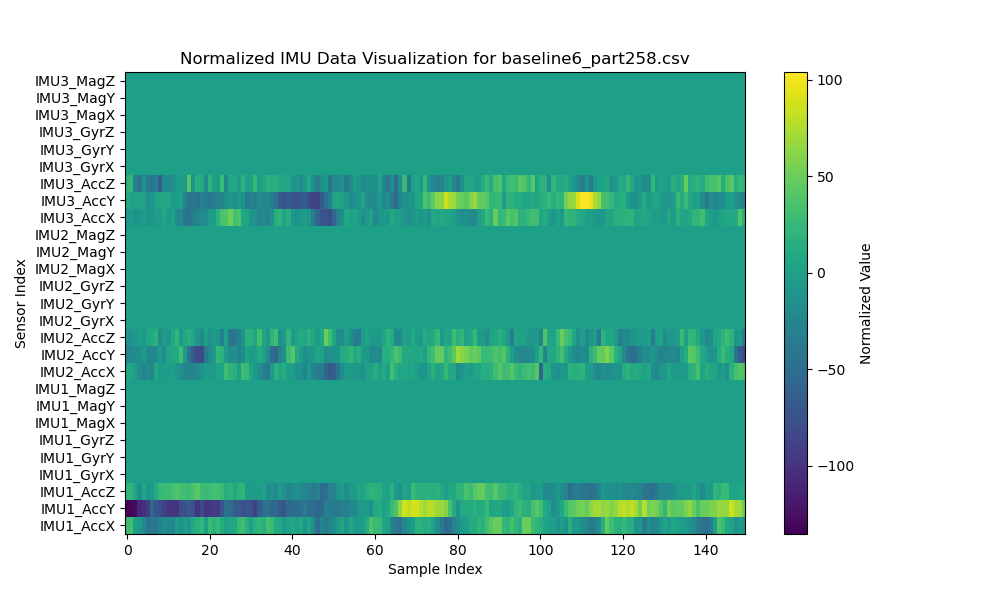 Normalized IMU Data Visualization for baseline6_part258.csv
IMU3_MagZ
IMU3_MagY
IMU3_MagX
IMU3_GyrZ
IMU3_GyrY
IMU3_GyrX
IMU3_AccZ
IMU3_AccY
IMU3_AccX
IMU2_MagZ
IMU2_MagY
IMU2_MagX
IMU2_GyrZ
IMU2_GyrY
IMU2_GyrX
IMU2_AccZ
IMU2_AccY
IMU2_AccX
IMU1_MagZ
IMU1_MagY
IMU1_MagX
IMU1_GyrZ
IMU1_GyrY
IMU1_GyrX
IMU1_AccZ
IMU1_AccY
IMU1_AccX
Sensor Index
0 20 40 60 80 100 120 140
Sample Index
100
50
0
−50
−100
Normalized Value